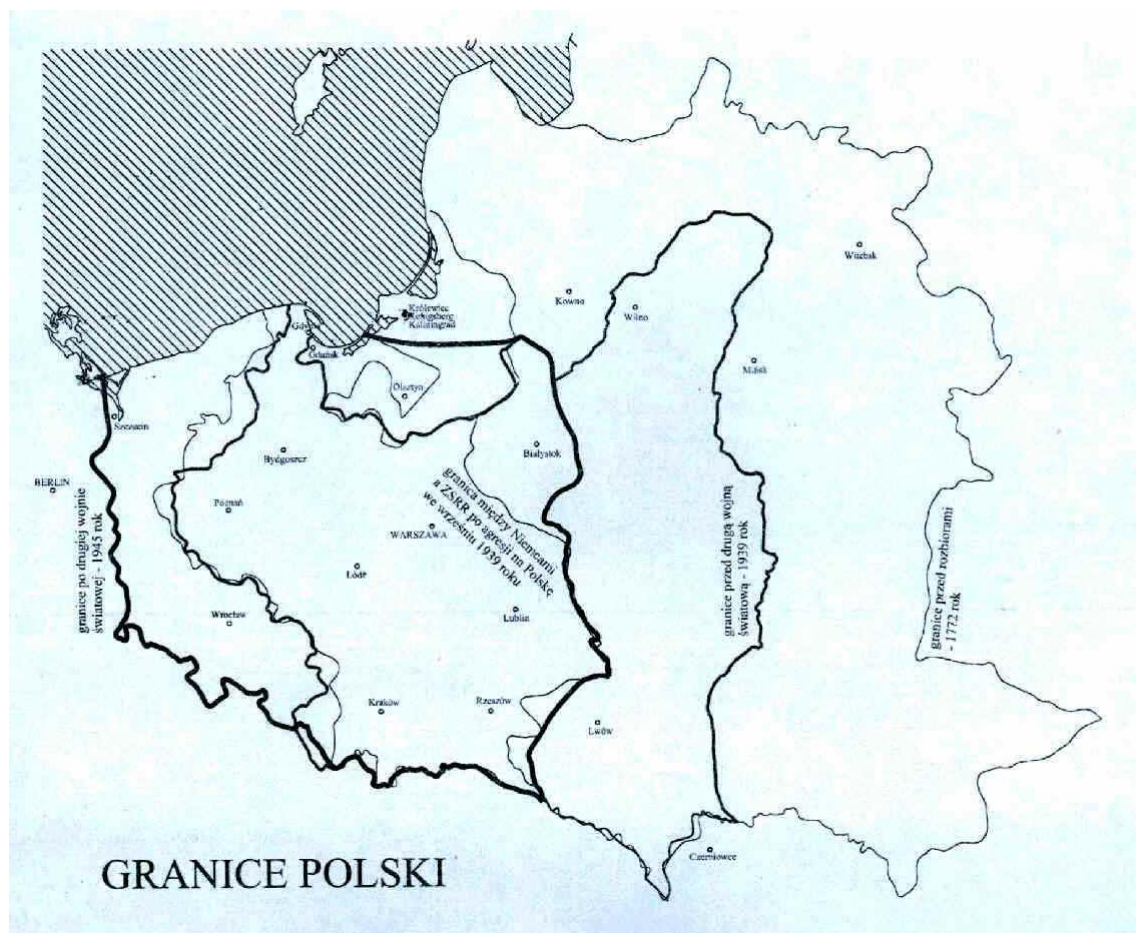 Witebsk
Kowno
Wilno
Królewiec
Königsberg
Kaliningrad
Gdynia
Gdańsk
Mińsk
Olsztyn
Szczecin
Białystok
Bydgoszcz
BERLIN
Poznań
WARSZAWA
granica między Niemcami
a ZSRR po agresji na Polskę
we wrześniu 1939 roku
granice po drugiej wojnie
światowej - 1945 rok
granice przed drugą wojną
światową - 1939 rok
granice przed rozbiorami
- 1772 rok
Łódź
Wrocław
Lublin
Kraków
Rzeszów
Lwów
Czerniowce
GRANICE POLSKI